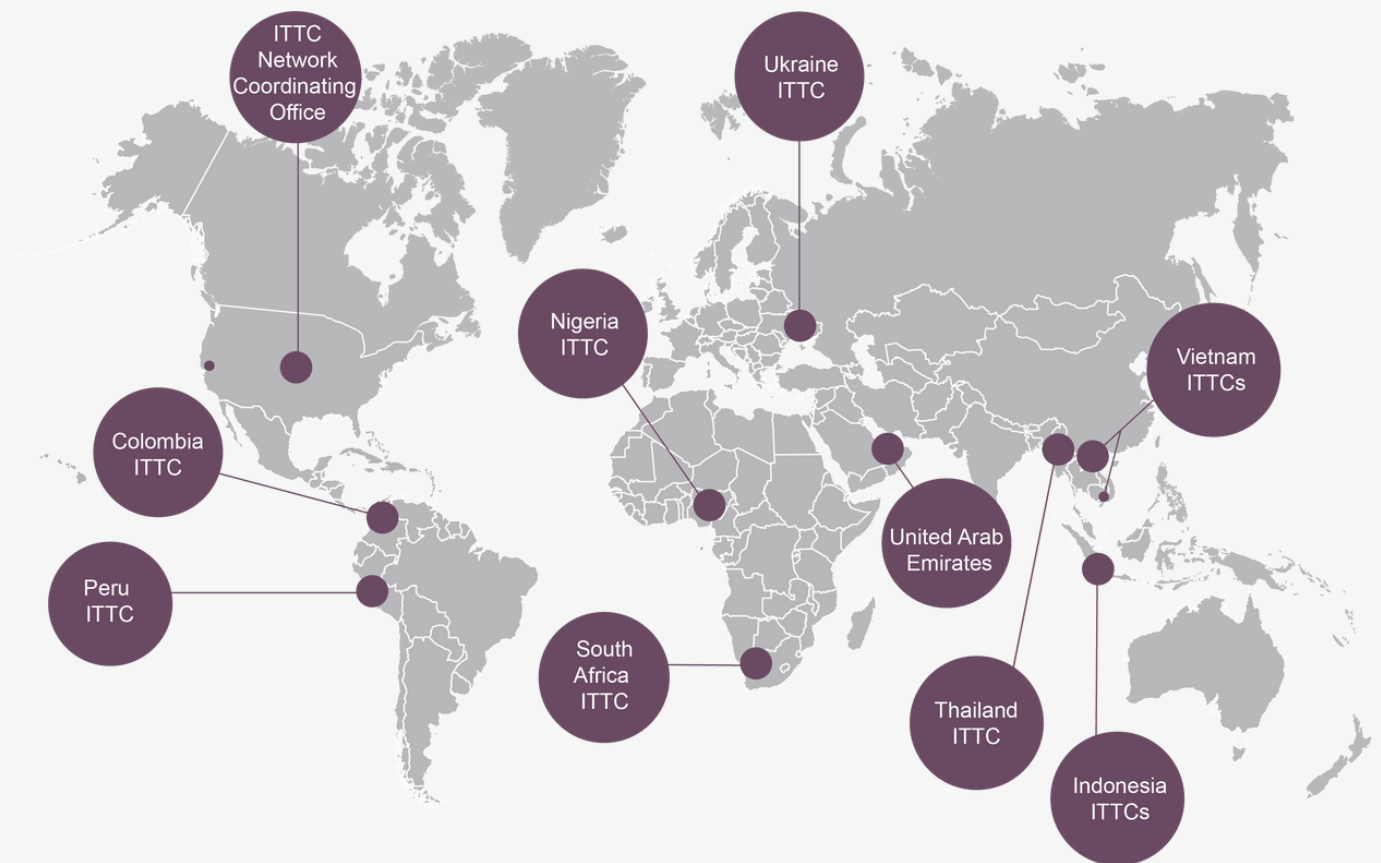 ITTC
Network
Coordinating
Office
Ukraine
ITTC
Nigeria
ITTC
Vietnam
ITTCs
Colombia
ITTC
United Arab
Emirates
Peru
ITTC
South
Africa
ITTC
Thailand
ITTC
Indonesia
ITTCs